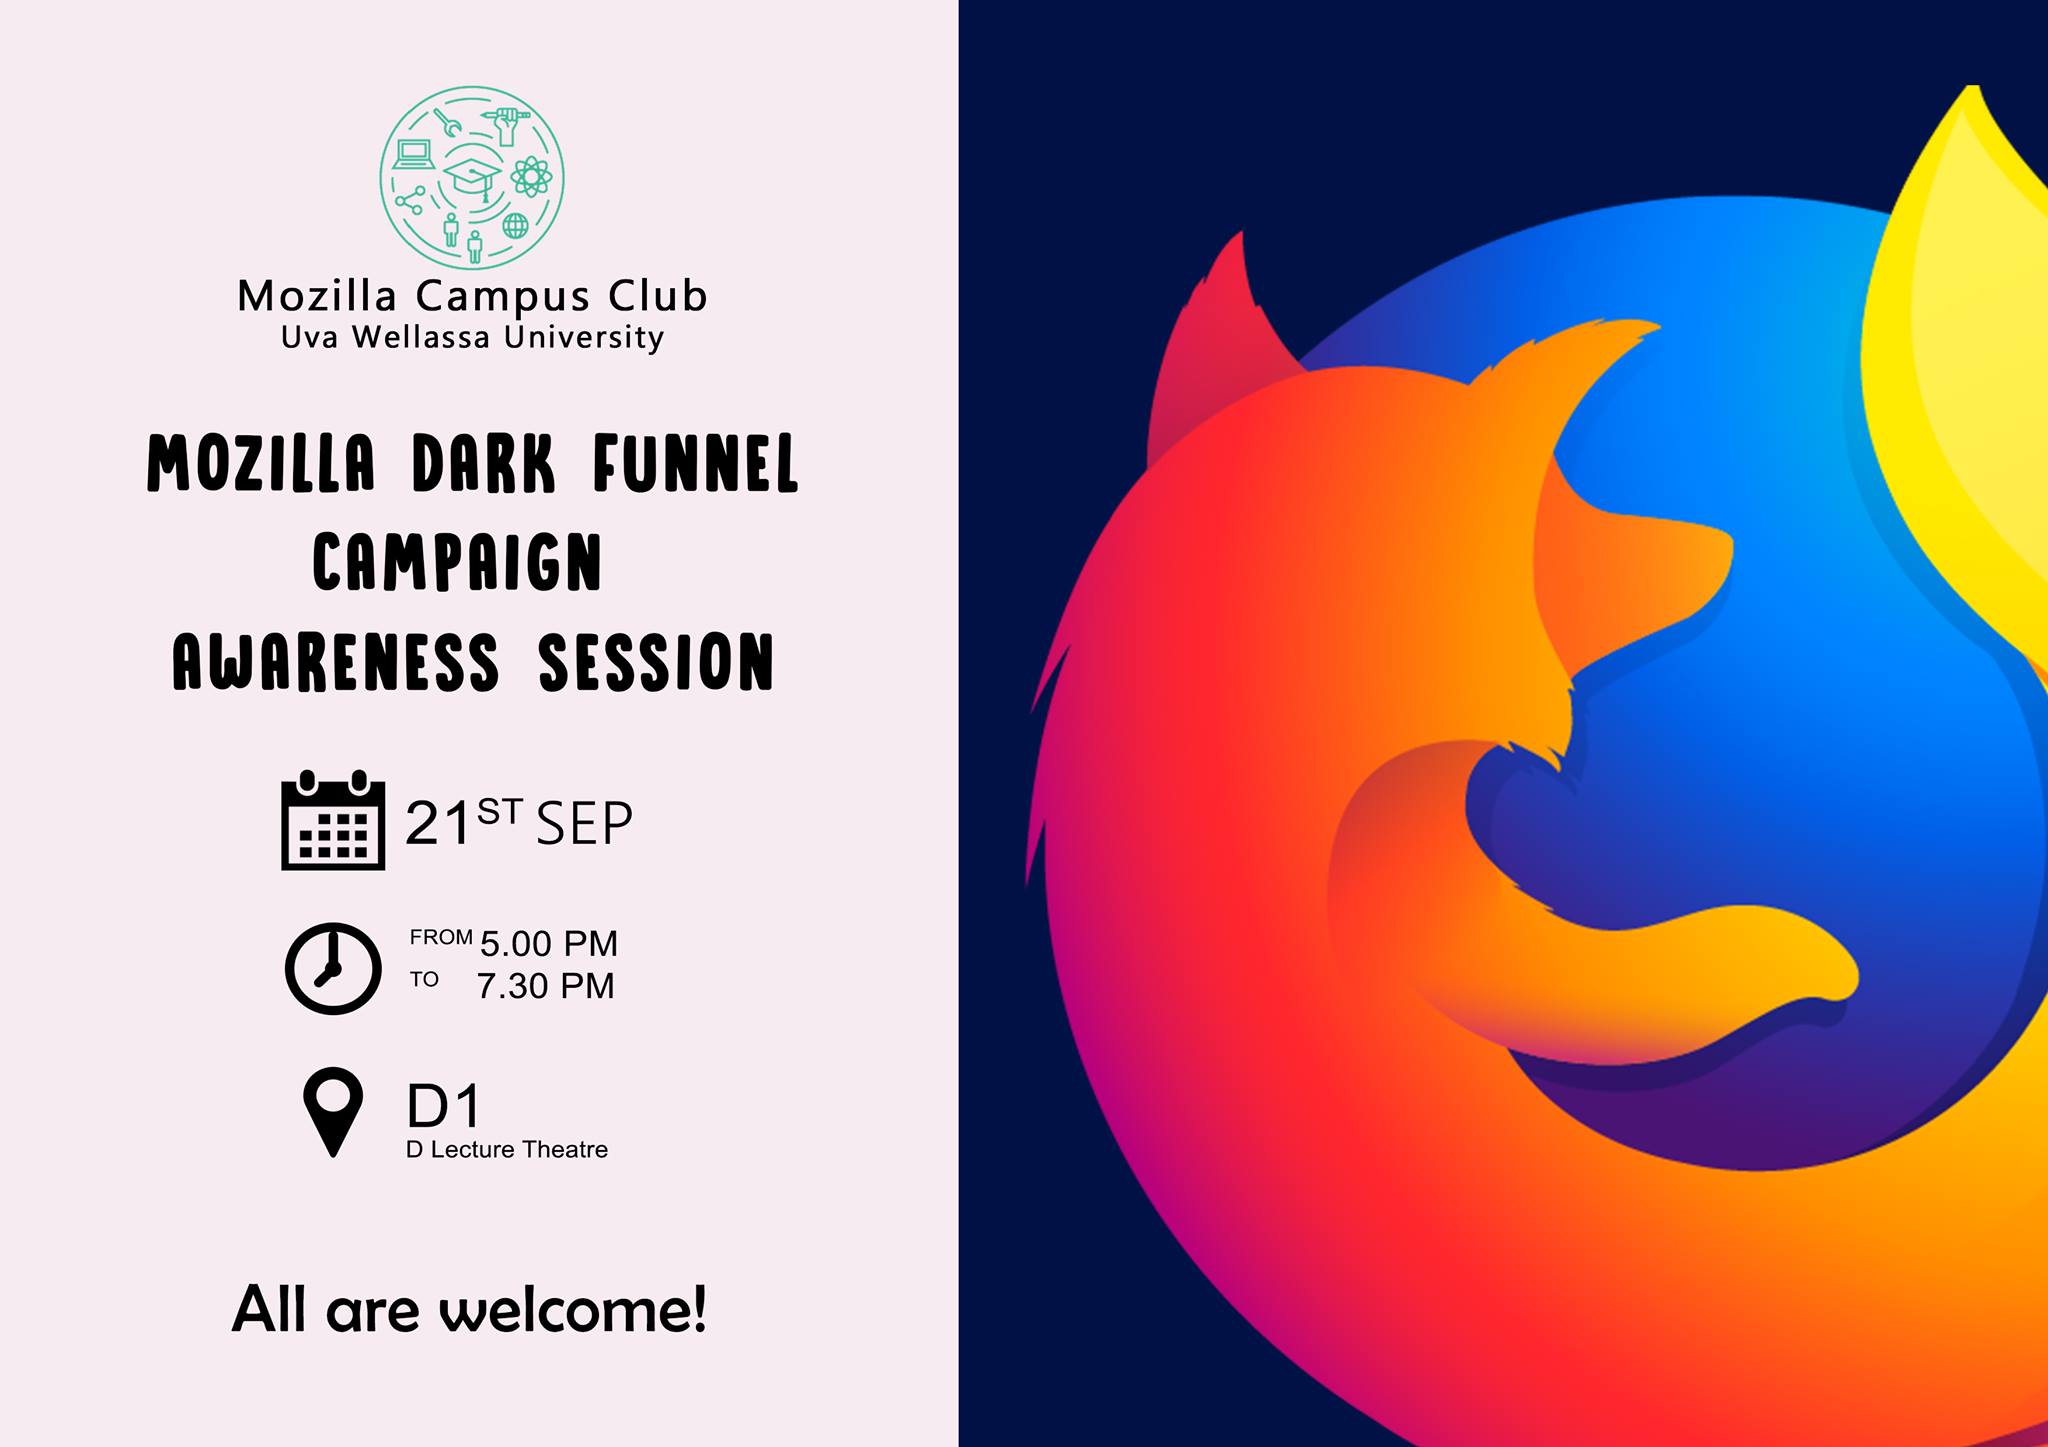 Mozilla Campus Club
Uva Wellassa University
MOZILLA DARK FUNNEL
CAMPAIGN
AWARENESS SESSION
21ST SEP
FROM 5.00 PM
TO 7.30 PM
D1
D Lecture Theatre
All are welcome!